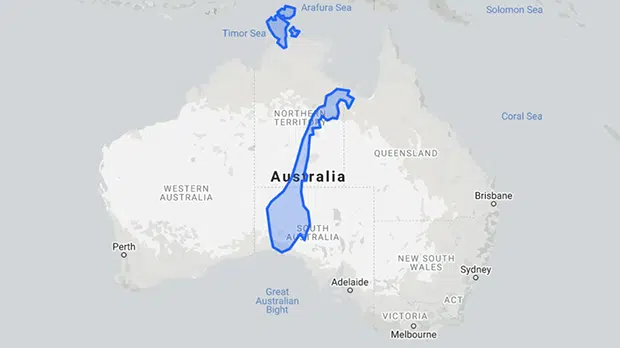 Arafura Sea
Solomon Sea
Timor Sea
NORTHERN
TERRITORY
Coral Sea
QUEENSLAND
Australia
WESTERN
AUSTRALIA
Brisbane
SOUTH
AUSTRALIA
Perth
NEW SOUTH
WALES
Sydney
Adelaide
Great
Australian
Bight
ACT
VICTORIA
Melbourne